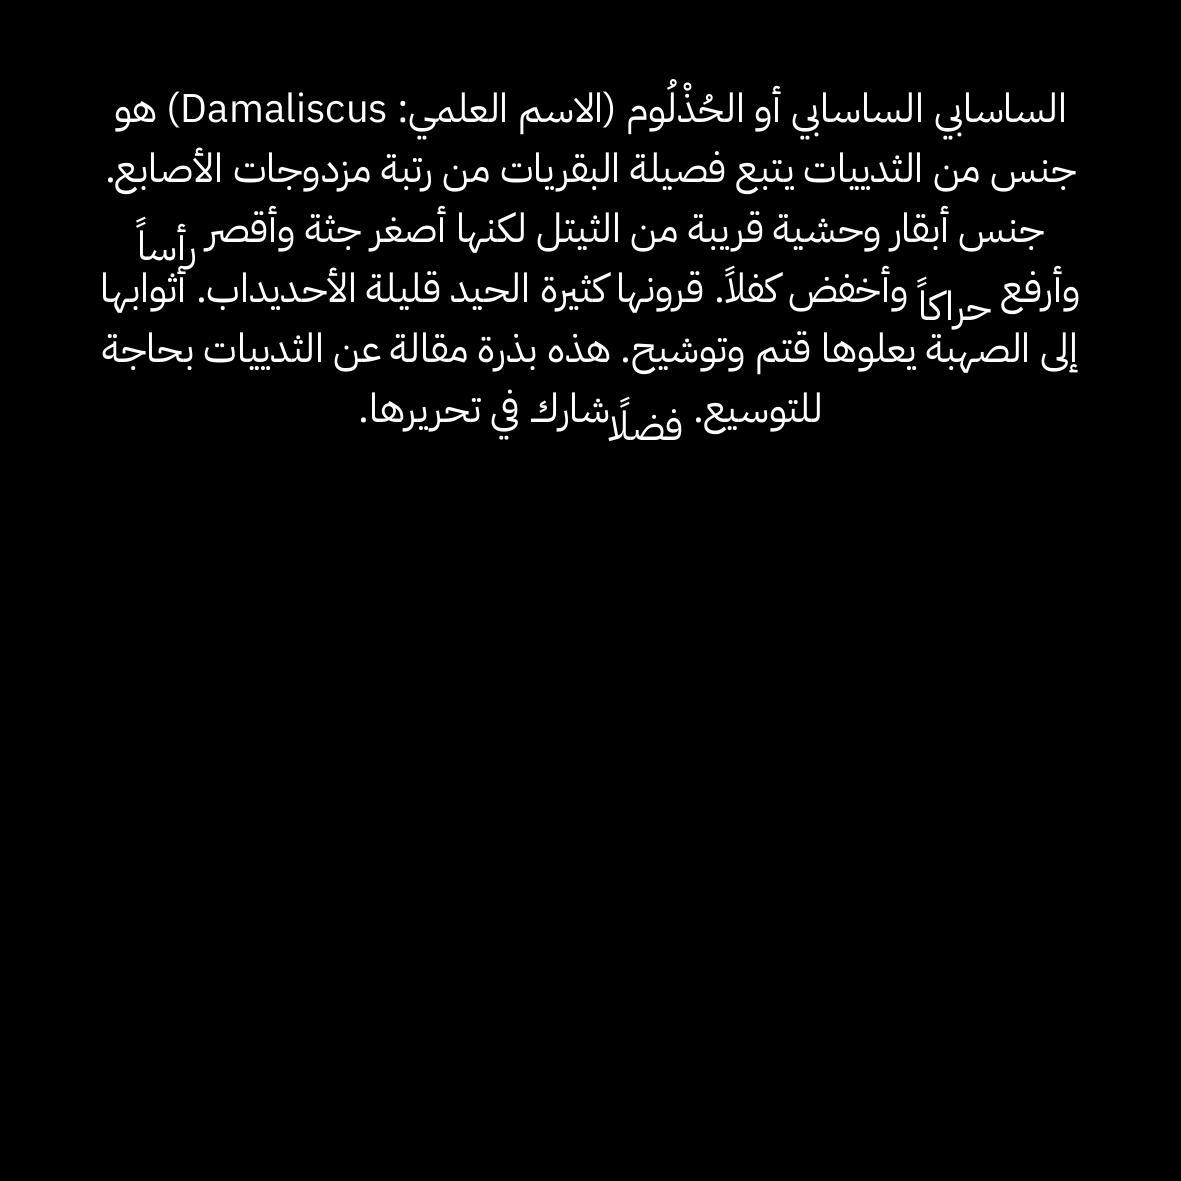 الساسابي الساسابي أو الحُذْلُوم (الاسم العلمي: Damaliscus) هو
جنس من الثدييات يتبع فصيلة البقريات من رتبة مزدوجات الأصابع.
جنس أبقار وحشية قريبة من الثيتل لكنها أصغر جثة وأقصر رأساً
وأرفع حراكاً وأخفض كفلاً. قرونها كثيرة الحيد قليلة الأحديداب. أثوابها
إلى الصهبة يعلوها قتم وتوشيح. هذه بذرة مقالة عن الثدييات بحاجة
للتوسيع. فضلًاشارك في تحريرها.